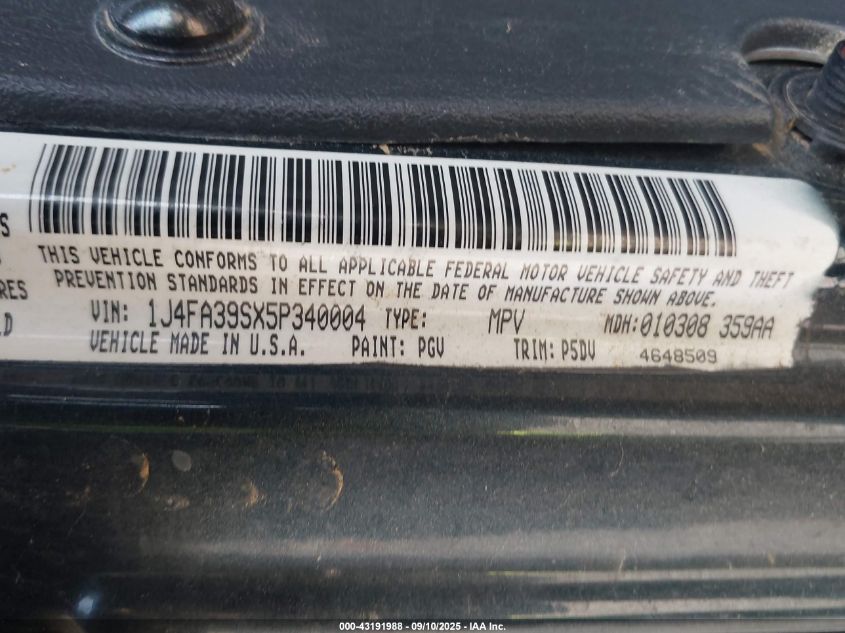 S
THIS VEHICLE CONFORMS TO ALL APPLICABLE FEDERAL MOTOR VEHICLE SAFETY AND THEFT
RES PREVENTION STANDARDS IN EFFECT ON THE DATE OF MANUFACTURE SHOWN ABOVE.
VIN: 1J4FA39SX5P340004 TYPE: MPV MDH:010308 359AA
LD VEHICLE MADE IN U.S.A. PAINT: PGV TRIM: P5DV 4648509
000-43191988 - 09/10/2025 - IAA Inc.